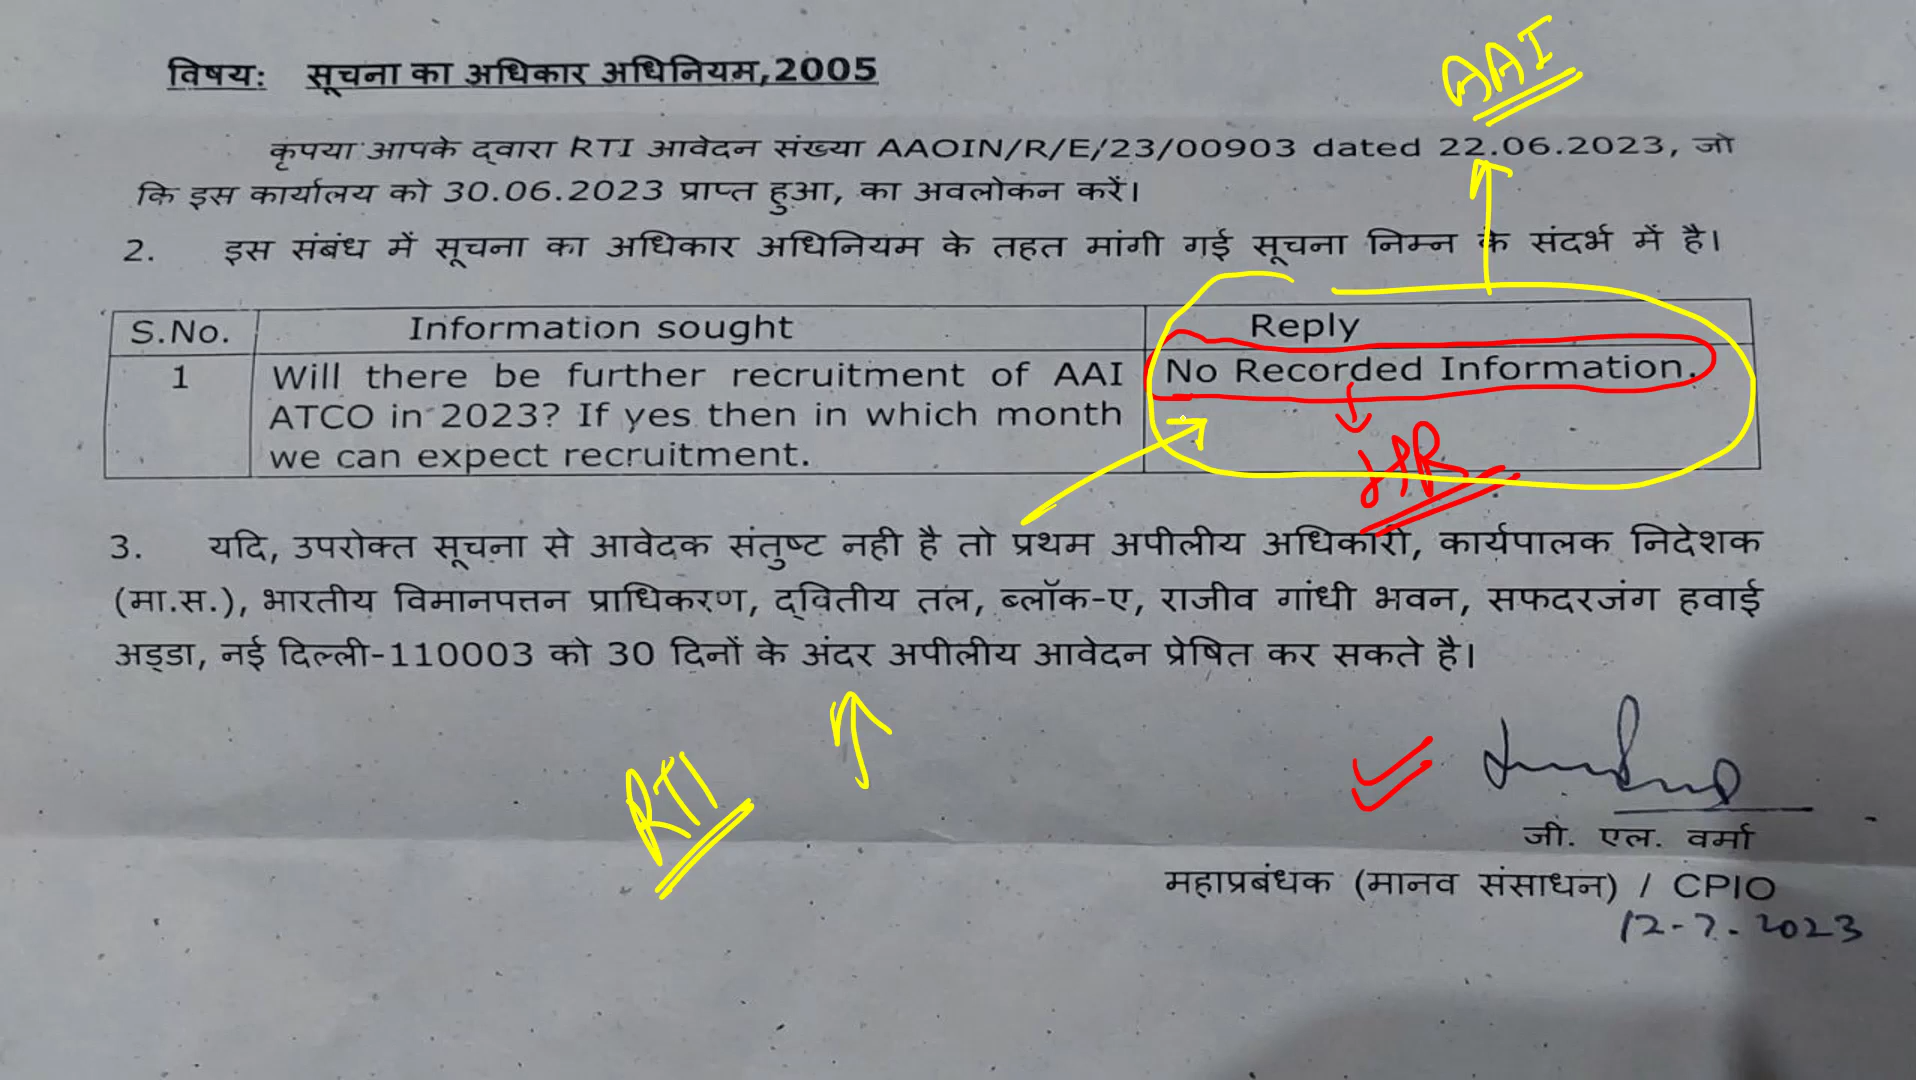 AAI
विषय: सूचना का अधिकार अधिनियम,2005
कृपया आपके द्वारा RTI आवेदन संख्या AAOIN/R/E/23/00903 dated 22.06.2023, जो
कि इस कार्यालय को 30.06.2023 प्राप्त हुआ, का अवलोकन करें।
2. इस संबंध में सूचना का अधिकार अधिनियम के तहत मांगी गई सूचना निम्न के संदर्भ में है।
S.No. Information sought Reply
1 Will there be further recruitment of AAI No Recorded Information.
ATCO in 2023? If yes then in which month
we can expect recruitment.
HR
3. यदि, उपरोक्त सूचना से आवेदक संतुष्ट नही है तो प्रथम अपीलीय अधिकारी, कार्यपालक निदेशक
(मा.स.), भारतीय विमानपत्तन प्राधिकरण, द्वितीय तल, ब्लॉक-ए, राजीव गांधी भवन, सफदरजंग हवाई
अड्डा, नई दिल्ली-110003 को 30 दिनों के अंदर अपीलीय आवेदन प्रेषित कर सकते है।
RTI
जी. एल. वर्मा
महाप्रबंधक (मानव संसाधन) / CPIO
12-7-2023